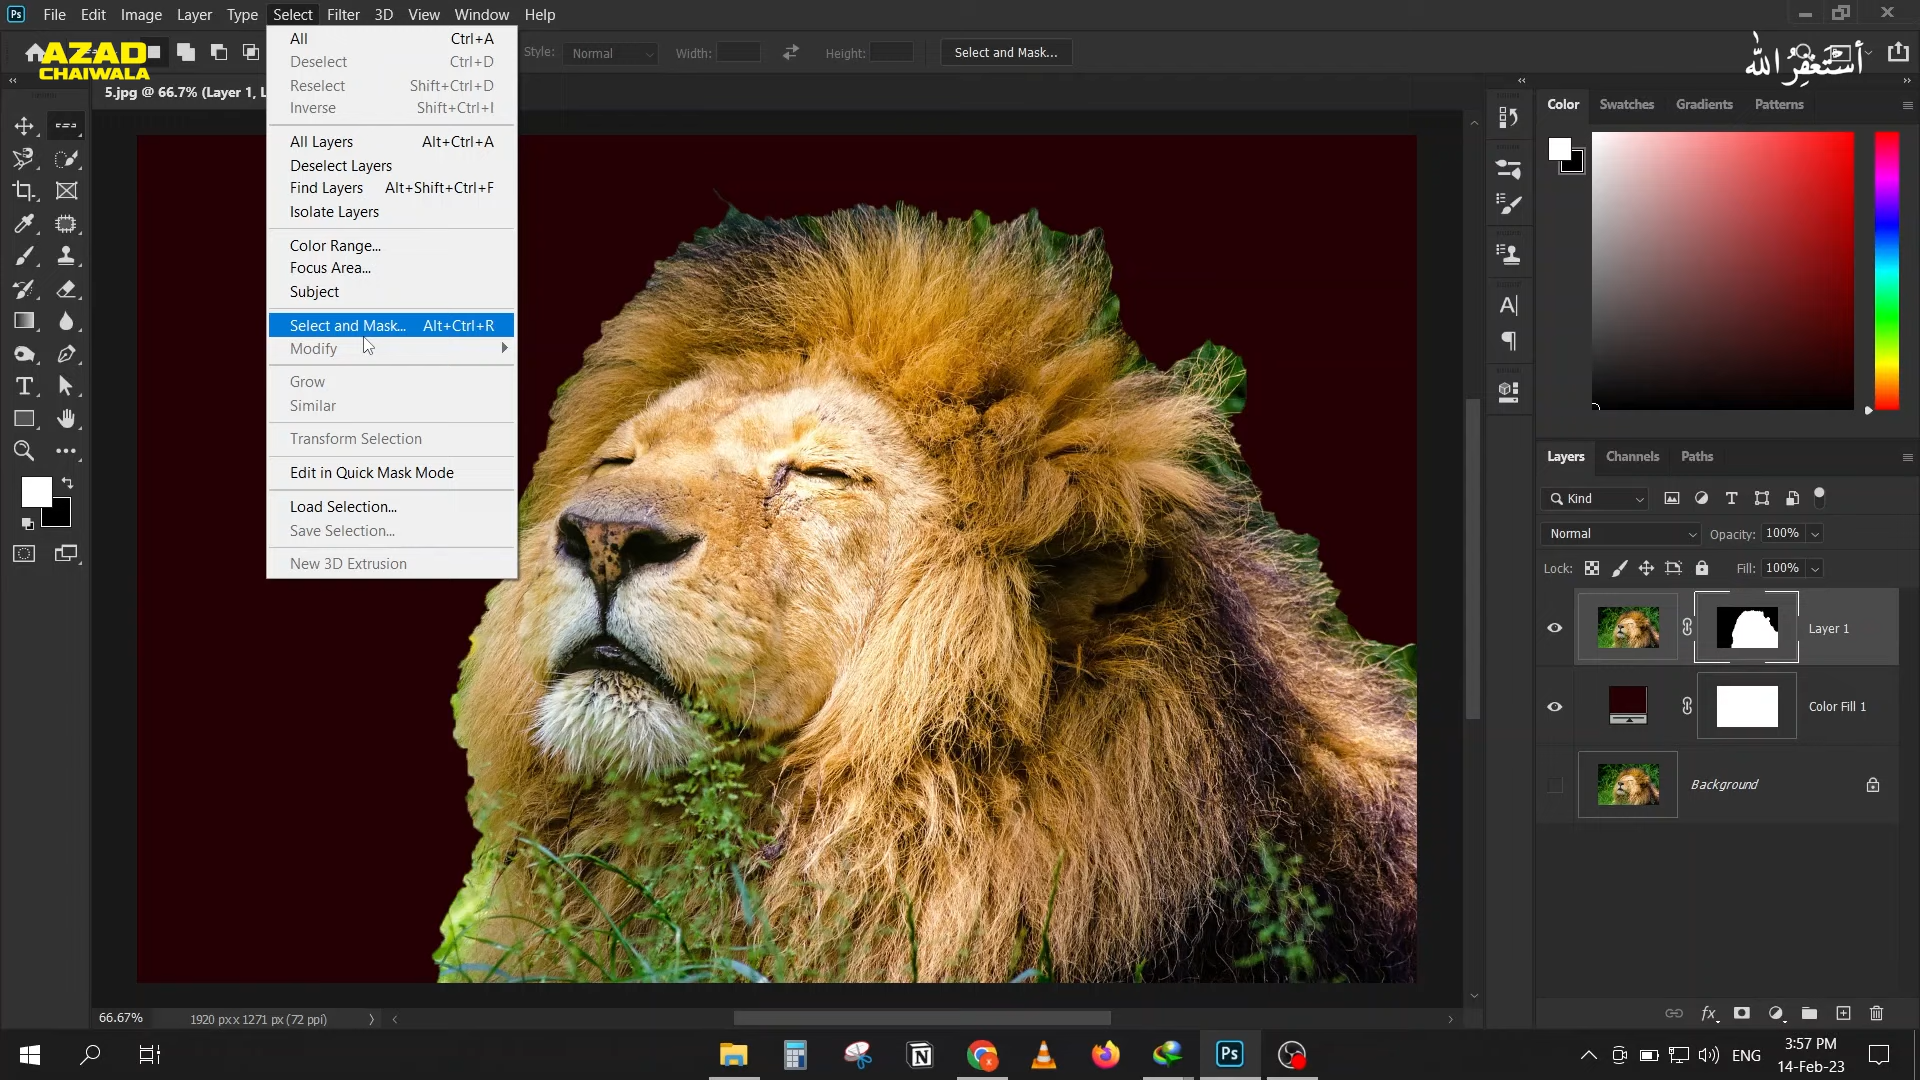 Ps File Edit Image Layer Type Select Filter 3D View Window Help
AZAD
CHAIWALA
Style: Normal Width: Height: Select and Mask...
أستغفر الله
5.jpg @ 66.7% (Layer 1, L
All Ctrl+A
Deselect Ctrl+D
Reselect Shift+Ctrl+D
Inverse Shift+Ctrl+I
All Layers Alt+Ctrl+A
Deselect Layers
Find Layers Alt+Shift+Ctrl+F
Isolate Layers
Color Range...
Focus Area...
Subject
Select and Mask... Alt+Ctrl+R
Modify
Grow
Similar
Transform Selection
Edit in Quick Mask Mode
Load Selection...
Save Selection...
New 3D Extrusion
Color Swatches Gradients Patterns
Layers Channels Paths
Kind
Normal Opacity: 100%
Lock: Fill: 100%
Layer 1
Color Fill 1
Background
66.67% 1920 px x 1271 px (72 ppi)
fx
Ps
ENG
3:57 PM
14-Feb-23